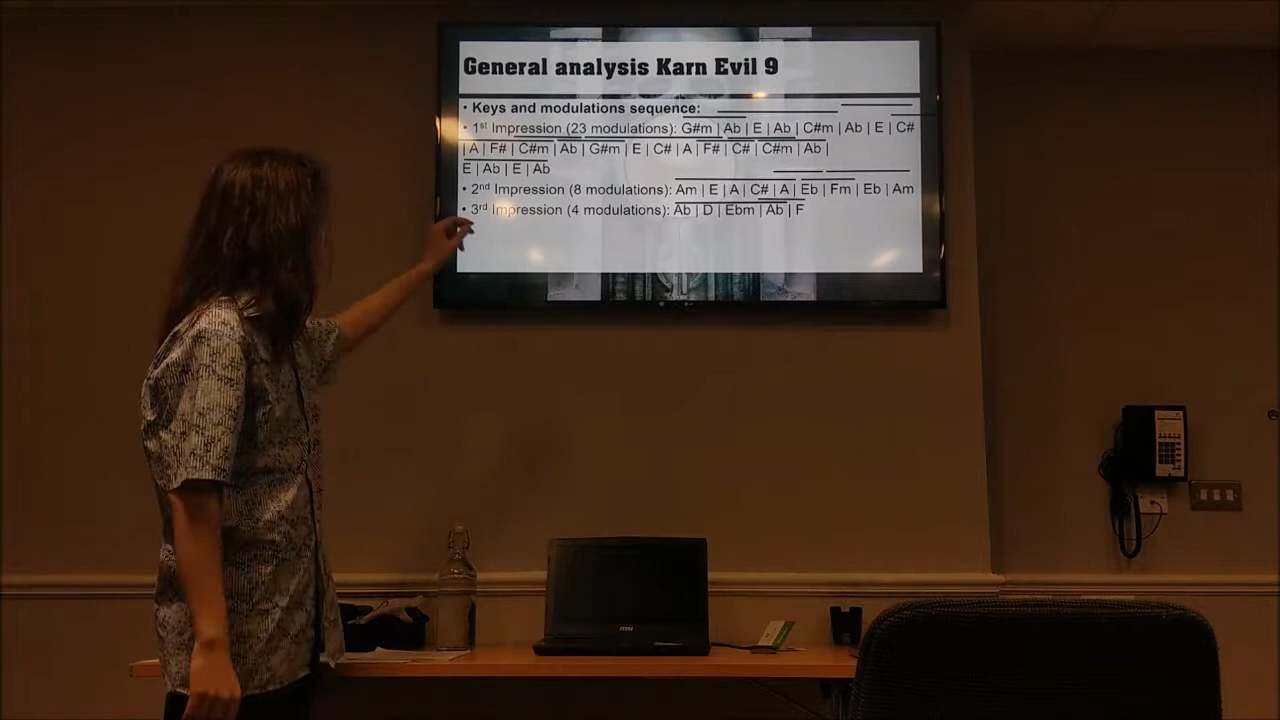 General analysis Karn Evil 9
• Keys and modulations sequence:
• 1st Impression (23 modulations): G#m | Ab | E | Ab | C#m | Ab | E | C#
| A | F# | C#m | Ab | G#m | E | C# | A | F# | C# | C#m | Ab |
E | Ab | E | Ab
• 2nd Impression (8 modulations): Am | E | A | C# | A | Eb | Fm | Eb | Am
• 3rd Impression (4 modulations): Ab | D | Ebm | Ab | F
msi